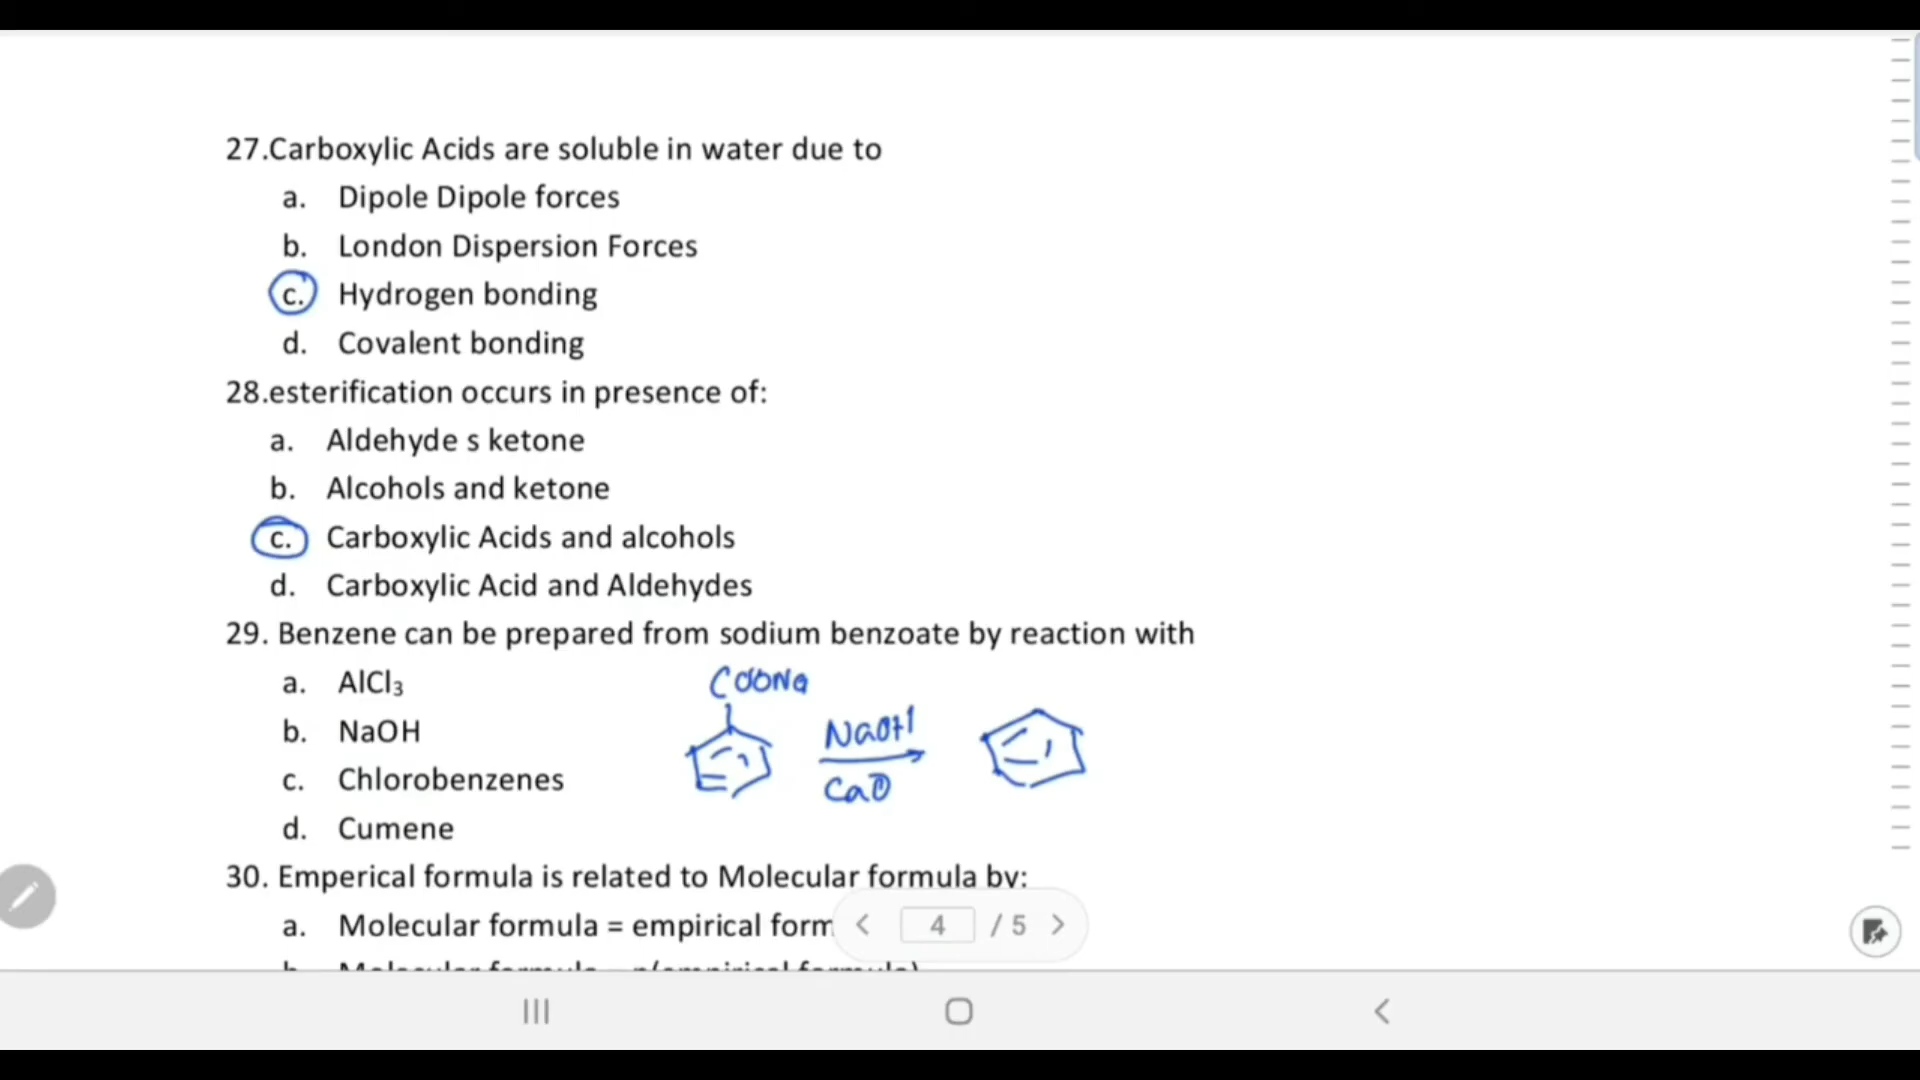 27.Carboxylic Acids are soluble in water due to
a. Dipole Dipole forces
b. London Dispersion Forces
c. Hydrogen bonding
d. Covalent bonding
28.esterification occurs in presence of:
a. Aldehyde s ketone
b. Alcohols and ketone
c. Carboxylic Acids and alcohols
d. Carboxylic Acid and Aldehydes
29. Benzene can be prepared from sodium benzoate by reaction with
a. AlCl₃
COONa
b. NaOH
NaOH
c. Chlorobenzenes
CaO
d. Cumene
30. Emperical formula is related to Molecular formula by:
a. Molecular formula = empirical form
4 / 5